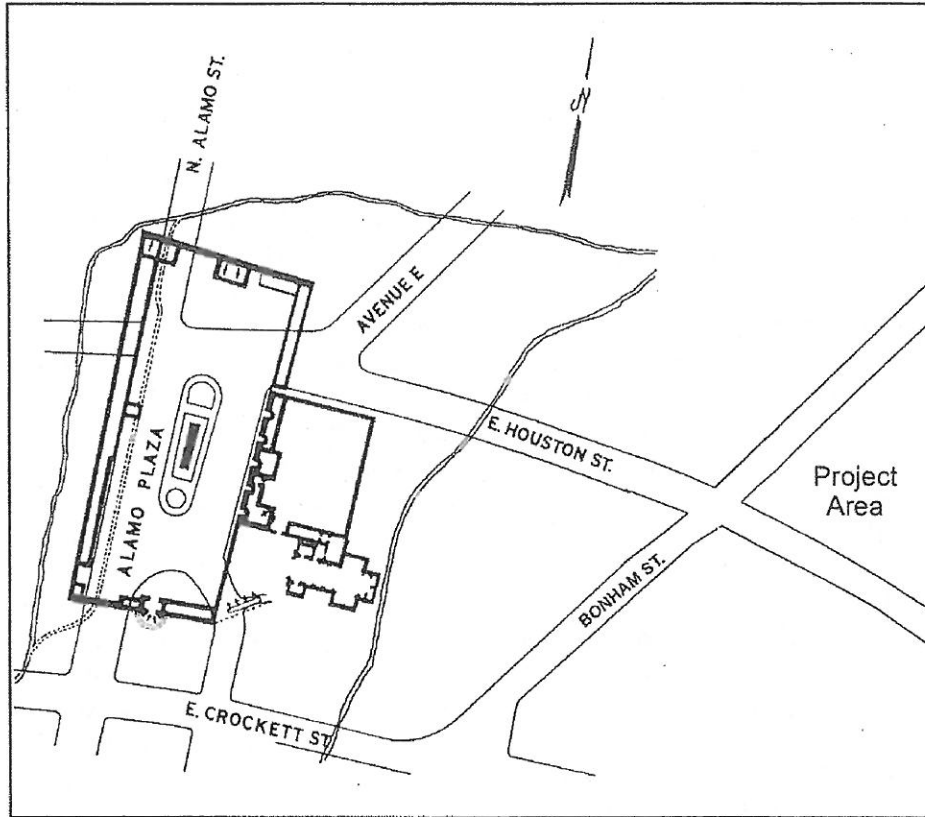 N. ALAMO ST.
N
AVENUE E
E. HOUSTON ST.
Project
Area
ALAMO PLAZA
BONHAM ST.
E. CROCKETT ST.